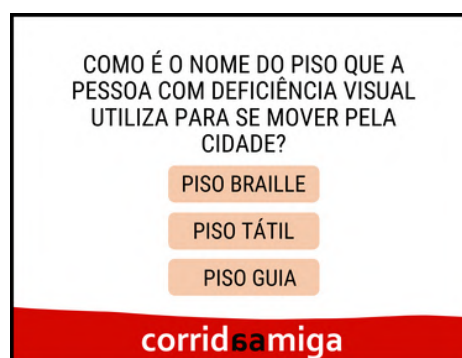 COMO É O NOME DO PISO QUE A
PESSOA COM DEFICIÊNCIA VISUAL
UTILIZA PARA SE MOVER PELA
CIDADE?
PISO BRAILLE
PISO TÁTIL
PISO GUIA
corridaamiga